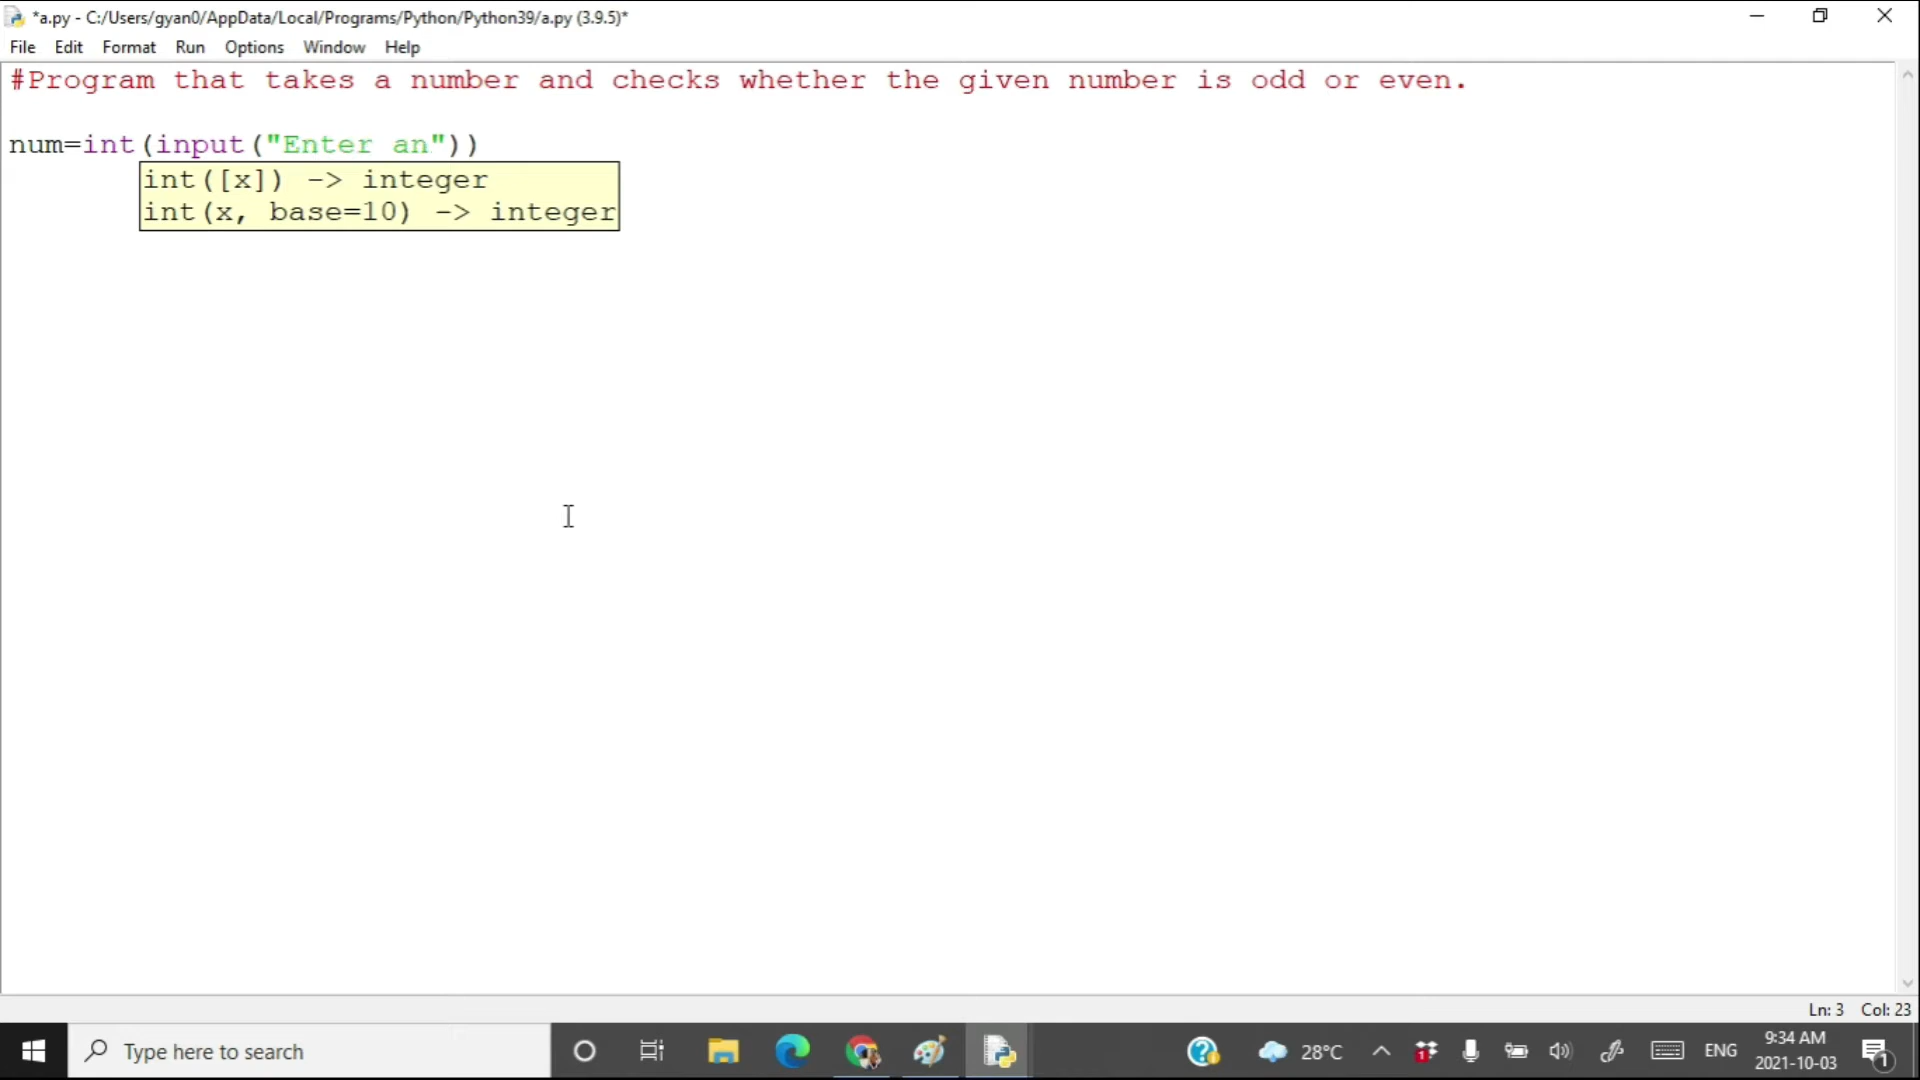 *a.py - C:/Users/gyan0/AppData/Local/Programs/Python/Python39/a.py (3.9.5)*
File Edit Format Run Options Window Help
#Program that takes a number and checks whether the given number is odd or even.
num=int(input("Enter an"))
int([x]) -> integer
int(x, base=10) -> integer
Ln: 3 Col: 23
Type here to search
1
28°C
ENG
9:34 AM
2021-10-03
1